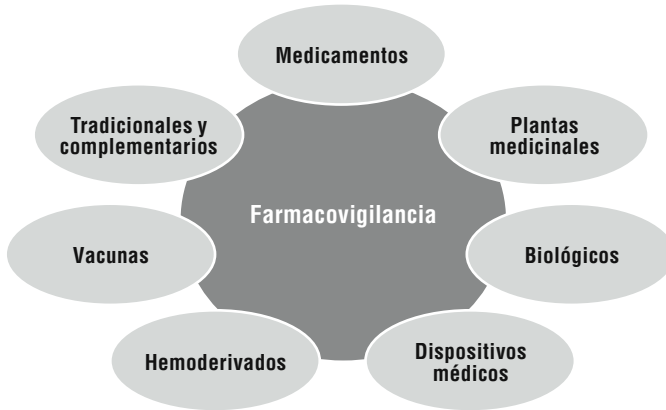 Medicamentos
Tradicionales y
complementarios
Plantas
medicinales
Farmacovigilancia
Vacunas
Biológicos
Hemoderivados
Dispositivos
médicos